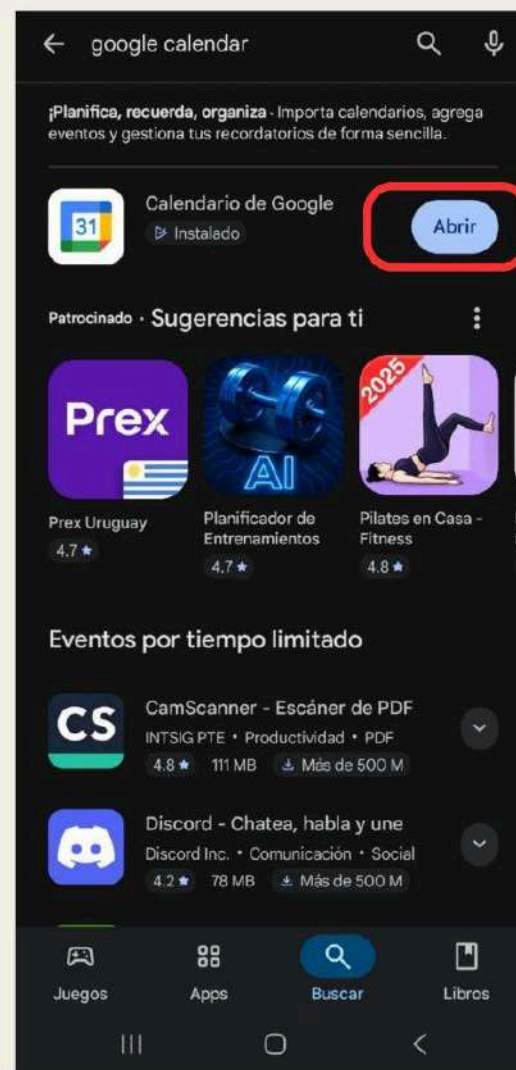 google calendar
¡Planifica, recuerda, organiza - Importa calendarios, agrega
eventos y gestiona tus recordatorios de forma sencilla.
31
Calendario de Google
Instalado
Abrir
Patrocinado · Sugerencias para ti
Prex
AI
2025
Prex Uruguay
4.7 ★
Planificador de
Entrenamientos
4.7 ★
Pilates en Casa -
Fitness
4.8 ★
Eventos por tiempo limitado
CS
CamScanner - Escáner de PDF
INTSIG PTE • Productividad • PDF
4.8 ★ 111 MB Más de 500 M
Discord - Chatea, habla y une
Discord Inc. • Comunicación • Social
4.2 ★ 78 MB Más de 500 M
Juegos
Apps
Buscar
Libros